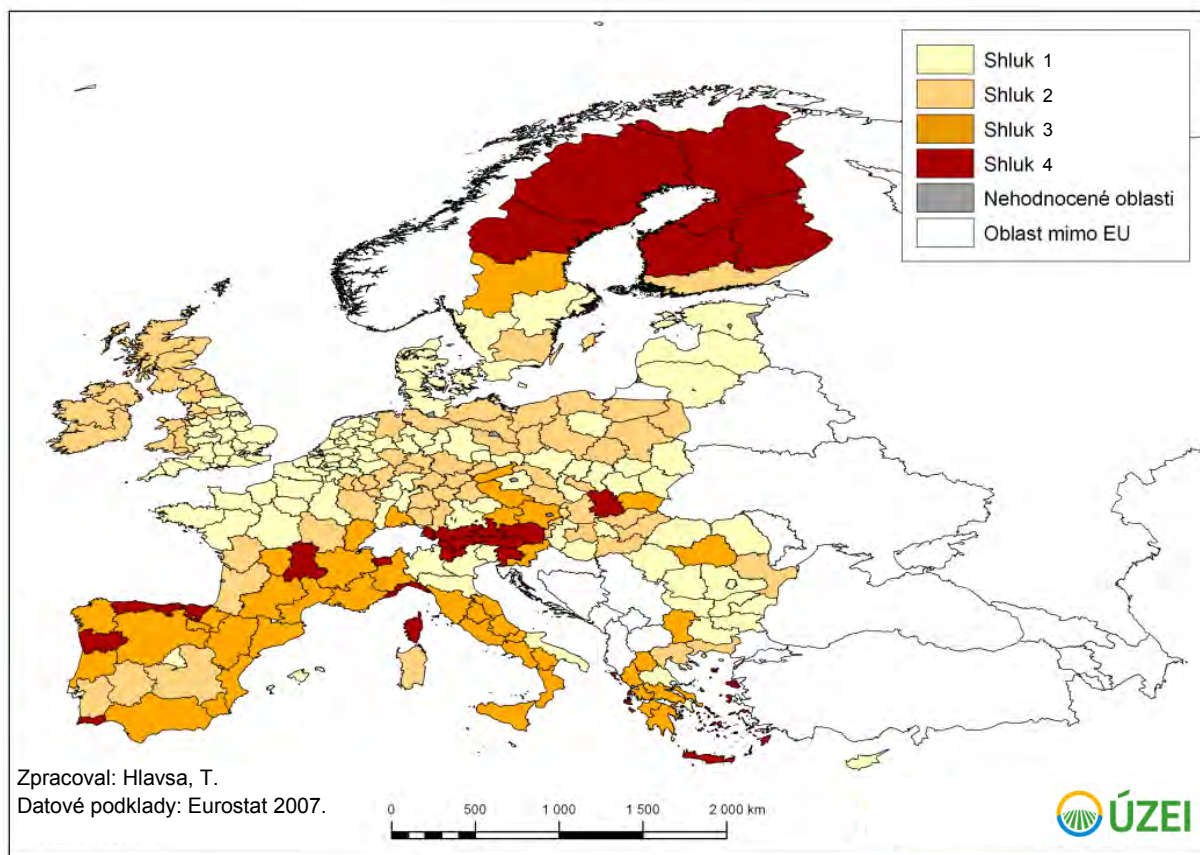 Shluk 1
Shluk 2
Shluk 3
Shluk 4
Nehodnocené oblasti
Oblast mimo EU
Zpracoval: Hlavsa, T.
Datové podklady: Eurostat 2007.
0 500 1 000 1 500 2 000 km
ÚZEI